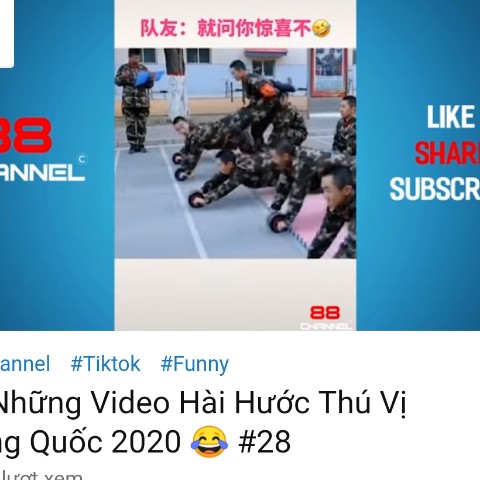 队友：就问你惊喜不🤣
88
ANNEL
©
LIKE
SHAR
SUBSCR
88
CHANNEL
annel #Tiktok #Funny
Những Video Hài Hước Thú Vị
ng Quốc 2020 😂 #28
lượt xem